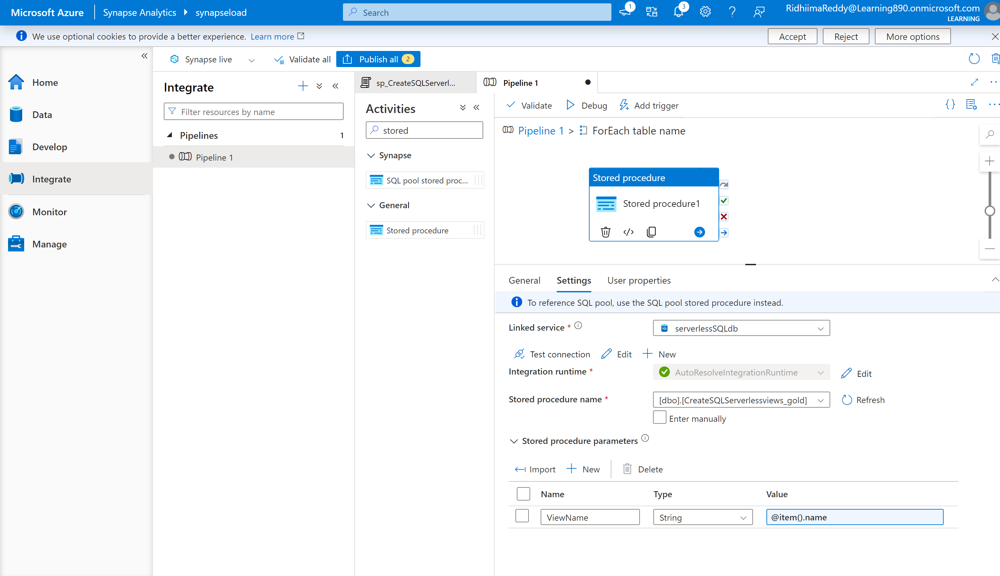 Microsoft Azure
Synapse Analytics
synapseload
Search
1
3
RidhiimaReddy@Learning890.onmicrosoft.com
LEARNING
We use optional cookies to provide a better experience. Learn more
Accept
Reject
More options
Synapse live
Validate all
Publish all 2
Home
Data
Develop
Integrate
Monitor
Manage
Integrate
Filter resources by name
Pipelines 1
Pipeline 1
sp_CreateSQLServerl...
Pipeline 1
Activities
stored
Synapse
SQL pool stored proc...
General
Stored procedure
Validate
Debug
Add trigger
Pipeline 1 > ForEach table name
Stored procedure
Stored procedure1
General
Settings
User properties
To reference SQL pool, use the SQL pool stored procedure instead.
Linked service *
SQL
serverlessSQLdb
Test connection
Edit
New
Integration runtime *
AutoResolveIntegrationRuntime
Edit
Stored procedure name *
[dbo].[CreateSQLServerlessviews_gold]
Refresh
Enter manually
Stored procedure parameters
Import
New
Delete
Name
Type
Value
ViewName
String
@item().name